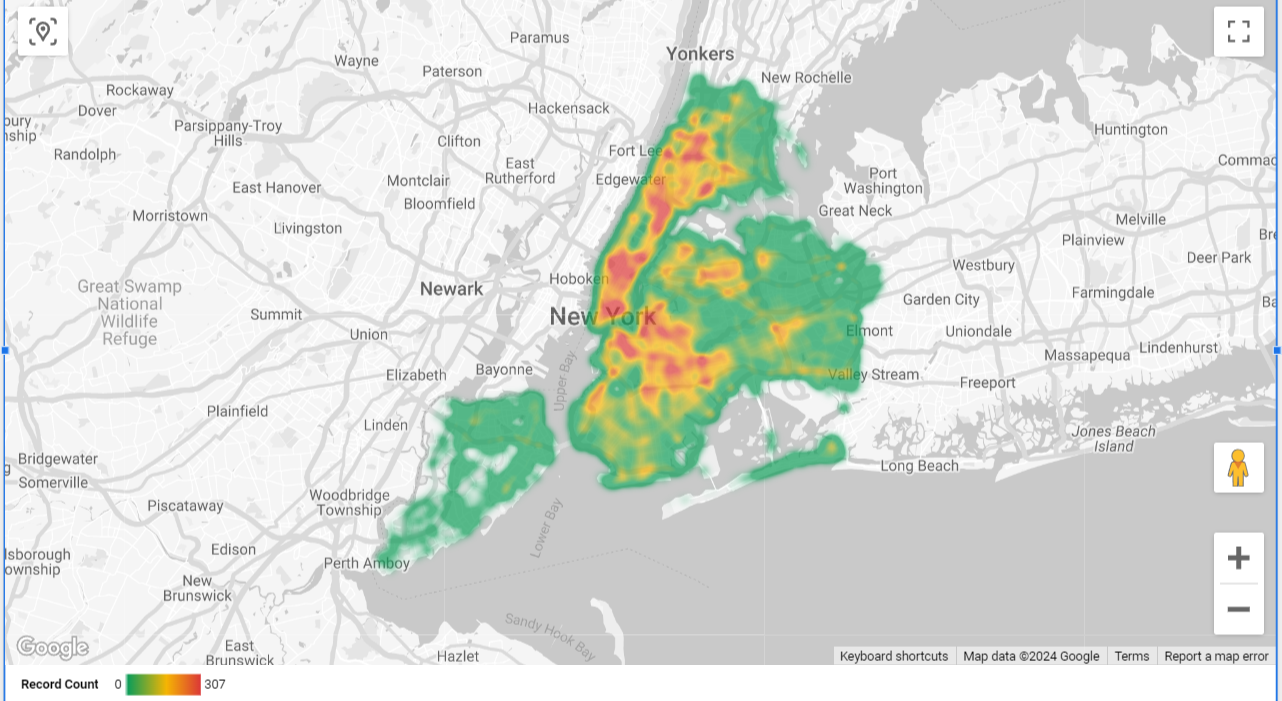 Paramus
Yonkers
Wayne
Paterson
New Rochelle
Rockaway
Dover
Hackensack
bury
nship
Parsippany-Troy
Hills
Clifton
Fort Lee
Huntington
Randolph
East
Rutherford
Commac
East Hanover
Montclair
Edgewater
Port
Washington
Bloomfield
Great Neck
Morristown
Livingston
Melville
Bre
Plainview
Deer Park
Westbury
Hoboken
Newark
Great Swamp
National
Wildlife
Refuge
Garden City
Farmingdale
Ba
Summit
New York
Union
Elmont
Uniondale
Massapequa
Lindenhurst
Elizabeth
Bayonne
Upper Bay
Valley Stream
Freeport
Plainfield
Linden
Jones Beach
Island
Bridgewater
g
Somerville
Long Beach
Woodbridge
Township
Piscataway
Lower Bay
Edison
lsborough
ownship
Perth Amboy
New
Brunswick
Sandy Hook Bay
East
Brunswick
Hazlet
Google
Keyboard shortcuts
Map data ©2024 Google
Terms
Report a map error
Record Count
0
307